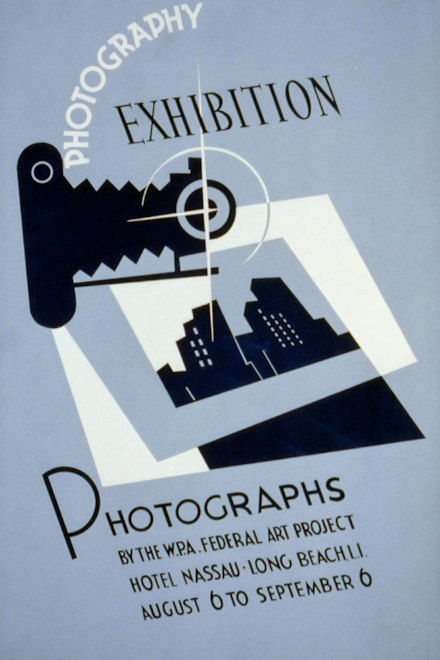 PHOTOGRAPHY
EXHIBITION
PHOTOGRAPHS
BY THE W.P.A. FEDERAL ART PROJECT
HOTEL NASSAU · LONG BEACH L.I.
AUGUST 6 TO SEPTEMBER 6